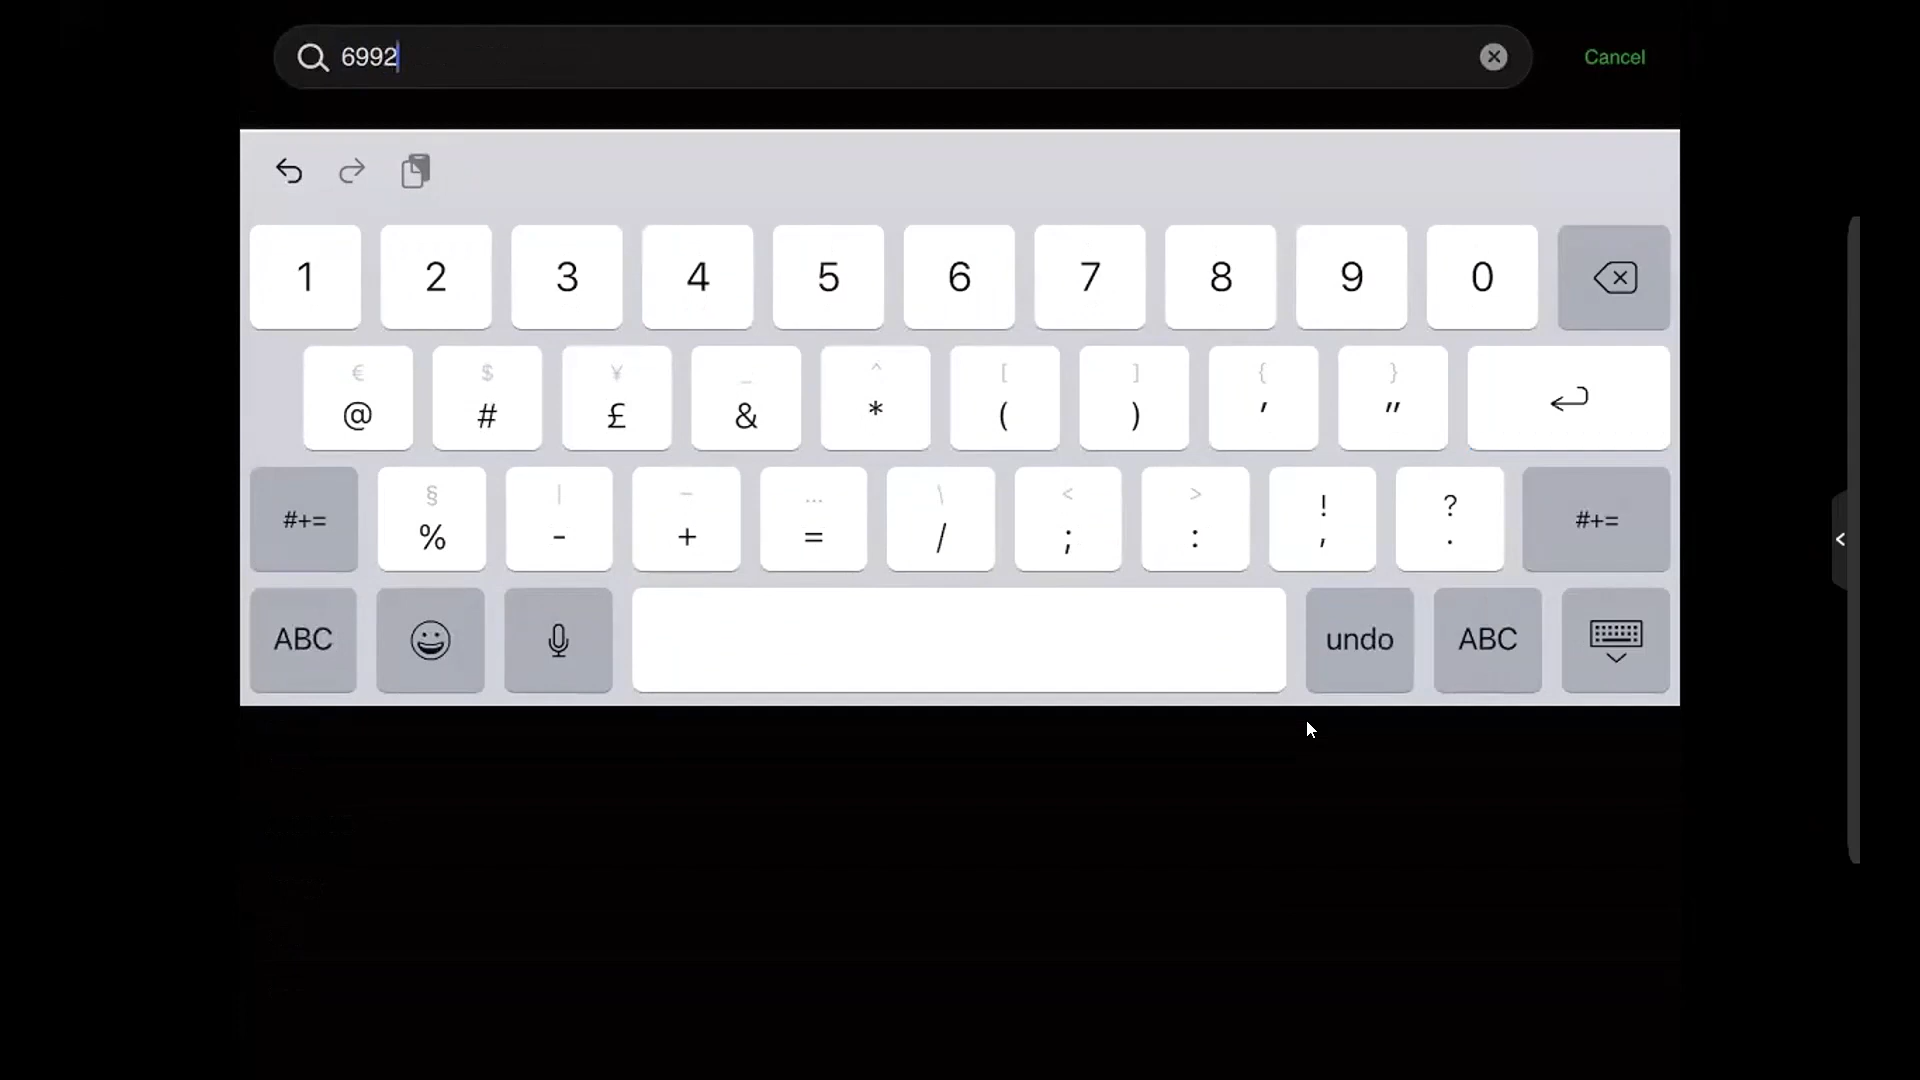 6992
Cancel
1 2 3 4 5 6 7 8 9 0
€ $ ¥ _ ^ [ ] { }
@ # £ & * ( ) ' "
§ | ~ … \ < > ! ?
#+= % - + = / ; : , . #+=
ABC undo ABC